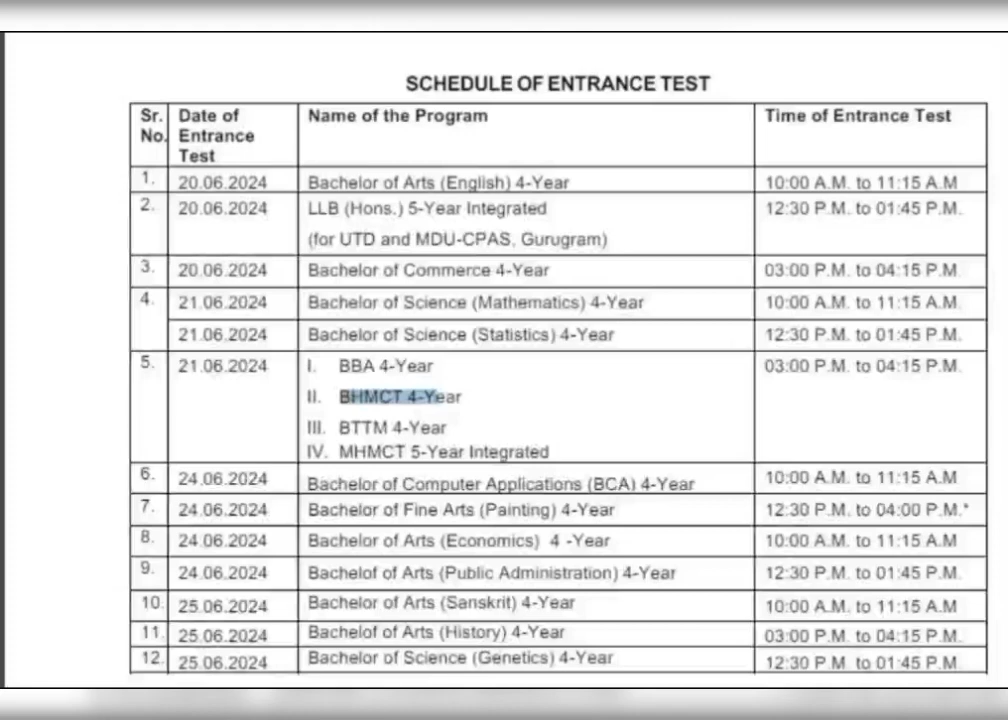 SCHEDULE OF ENTRANCE TEST
Sr. No. Date of Entrance Test Name of the Program Time of Entrance Test
1. 20.06.2024 Bachelor of Arts (English) 4-Year 10:00 A.M. to 11:15 A.M
2. 20.06.2024 LLB (Hons.) 5-Year Integrated 12:30 P.M. to 01:45 P.M.
(for UTD and MDU-CPAS, Gurugram)
3. 20.06.2024 Bachelor of Commerce 4-Year 03:00 P.M. to 04:15 P.M.
4. 21.06.2024 Bachelor of Science (Mathematics) 4-Year 10:00 A.M. to 11:15 A.M.
21.06.2024 Bachelor of Science (Statistics) 4-Year 12:30 P.M. to 01:45 P.M.
5. 21.06.2024 I. BBA 4-Year 03:00 P.M. to 04:15 P.M.
II. BHMCT 4-Year
III. BTTM 4-Year
IV. MHMCT 5-Year Integrated
6. 24.06.2024 Bachelor of Computer Applications (BCA) 4-Year 10:00 A.M. to 11:15 A.M
7. 24.06.2024 Bachelor of Fine Arts (Painting) 4-Year 12:30 P.M. to 04:00 P.M.*
8. 24.06.2024 Bachelor of Arts (Economics) 4 -Year 10:00 A.M. to 11:15 A.M
9. 24.06.2024 Bachelof of Arts (Public Administration) 4-Year 12:30 P.M. to 01:45 P.M.
10. 25.06.2024 Bachelor of Arts (Sanskrit) 4-Year 10:00 A.M. to 11:15 A.M
11. 25.06.2024 Bachelof of Arts (History) 4-Year 03:00 P.M. to 04:15 P.M.
12. 25.06.2024 Bachelor of Science (Genetics) 4-Year 12:30 P.M. to 01:45 P.M.